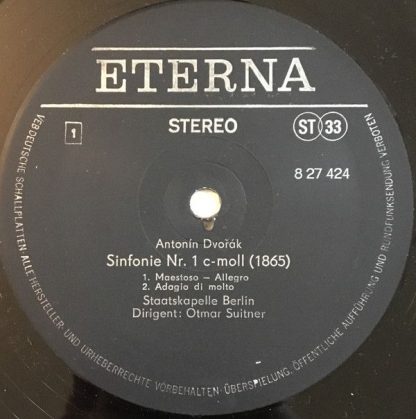 ETERNA
1
STEREO
ST 33
8 27 424
Antonín Dvořák
Sinfonie Nr. 1 c-moll (1865)
1. Maestoso – Allegro
2. Adagio di molto
Staatskapelle Berlin
Dirigent: Otmar Suitner
VEB DEUTSCHE SCHALLPLATTEN ALLE HERSTELLER- UND URHEBERRECHTE VORBEHALTEN · ÜBERSPIELUNG, ÖFFENTLICHE AUFFÜHRUNG UND RUNDFUNKSENDUNG VERBOTEN